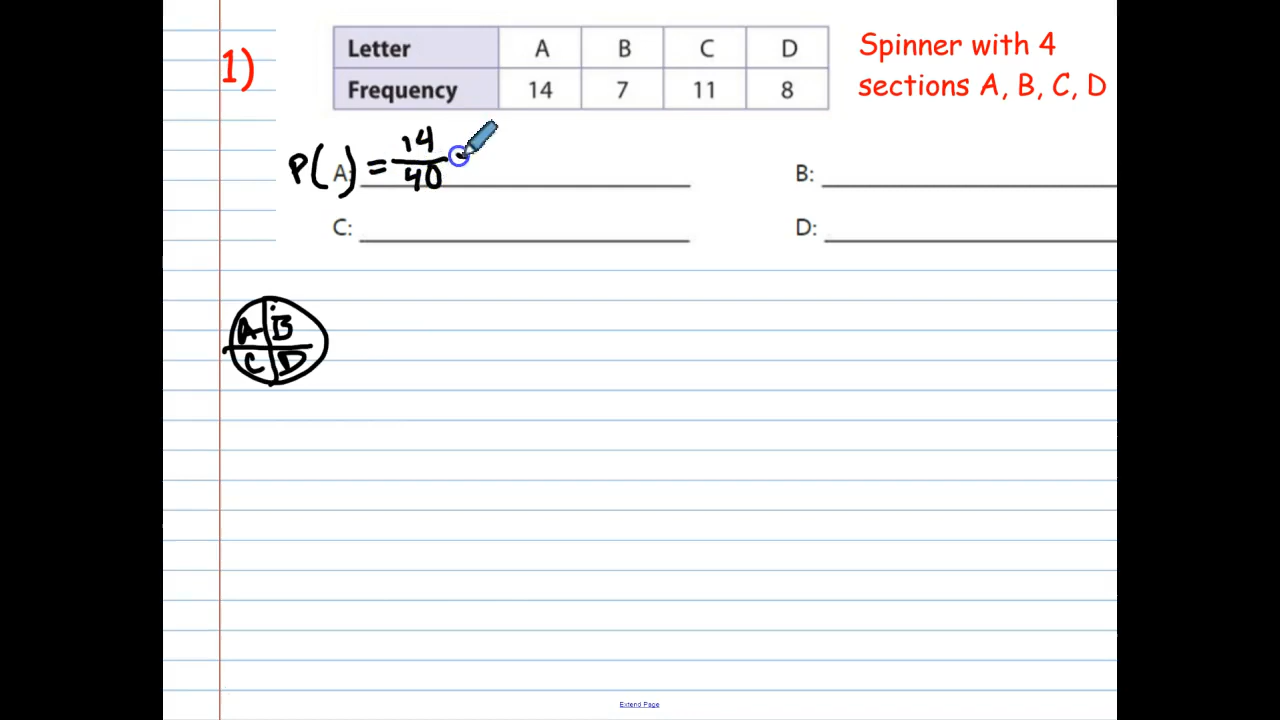 1)
Letter A B C D
Frequency 14 7 11 8
Spinner with 4
sections A, B, C, D
P(A:) = 14/40
B:
C:
D:
A B
C D
Extend Page